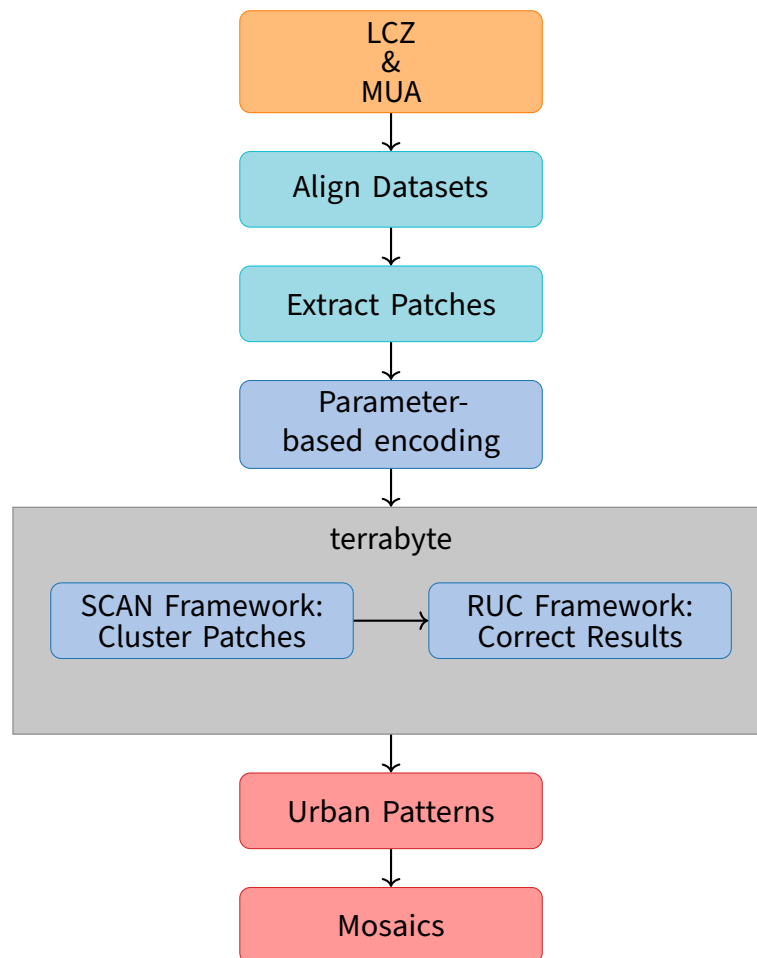 LCZ
&
MUA
Align Datasets
Extract Patches
Parameter-
based encoding
terrabyte
SCAN Framework:
Cluster Patches
RUC Framework:
Correct Results
Urban Patterns
Mosaics